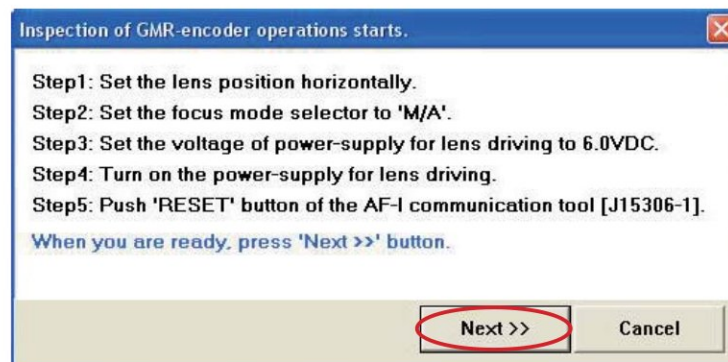 Inspection of GMR-encoder operations starts.
Step1: Set the lens position horizontally.
Step2: Set the focus mode selector to 'M/A'.
Step3: Set the voltage of power-supply for lens driving to 6.0VDC.
Step4: Turn on the power-supply for lens driving.
Step5: Push 'RESET' button of the AF-I communication tool [J15306-1].
When you are ready, press 'Next >>' button.
Next >> Cancel